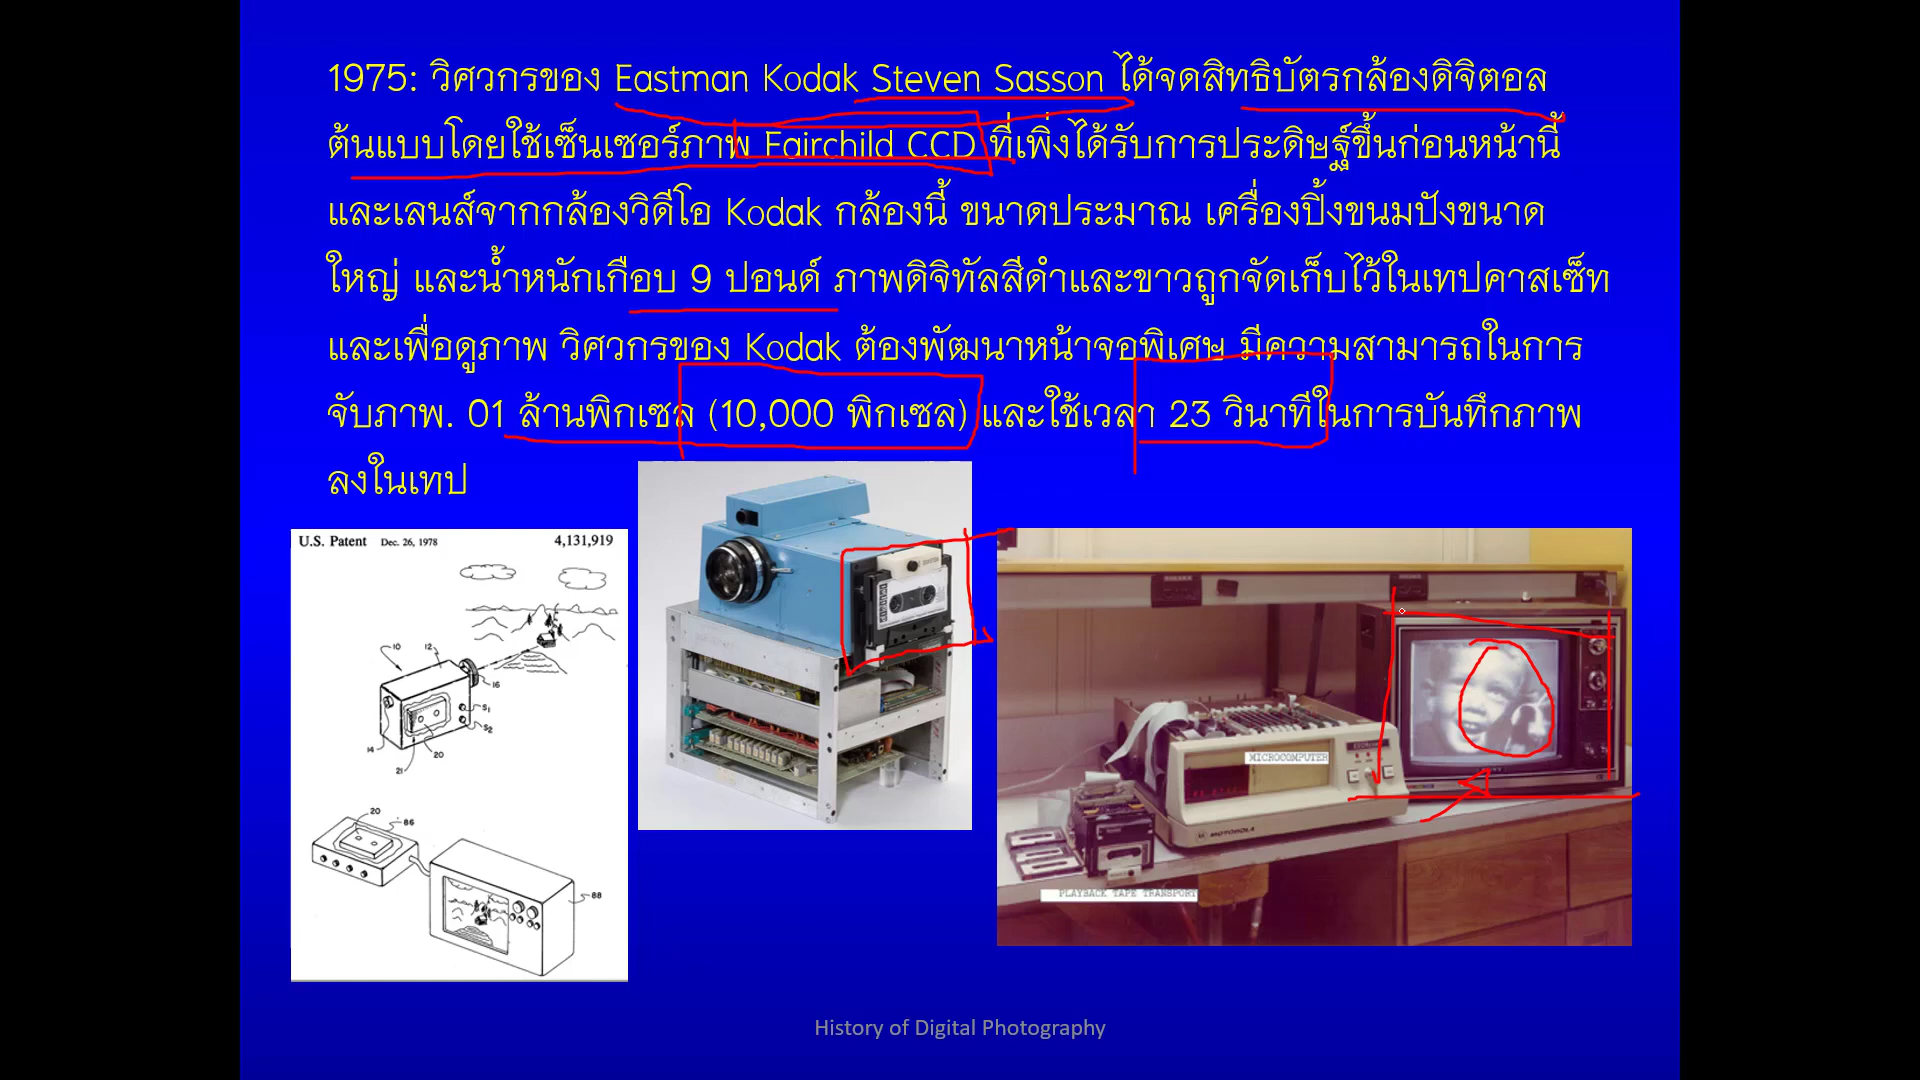 1975: วิศวกรของ Eastman Kodak Steven Sasson ได้จดสิทธิบัตรกล้องดิจิตอล
ต้นแบบโดยใช้เซ็นเซอร์ภาพ Fairchild CCD ที่เพิ่งได้รับการประดิษฐ์ขึ้นก่อนหน้านี้
และเลนส์จากกล้องวิดีโอ Kodak กล้องนี้ ขนาดประมาณ เครื่องปิ้งขนมปังขนาด
ใหญ่ และน้ำหนักเกือบ 9 ปอนด์ ภาพดิจิทัลสีดำและขาวถูกจัดเก็บไว้ในเทปคาสเซ็ท
และเพื่อดูภาพ วิศวกรของ Kodak ต้องพัฒนาหน้าจอพิเศษ มีความสามารถในการ
จับภาพ. 01 ล้านพิกเซล (10,000 พิกเซล) และใช้เวลา 23 วินาทีในการบันทึกภาพ
ลงในเทป
U.S. Patent Dec. 26, 1978 4,131,919
10
12
16
S1
S2
14
20
21
20
86
88
MICROCOMPUTER
MOTOROLA
PLAYBACK TAPE TRANSPORT
History of Digital Photography